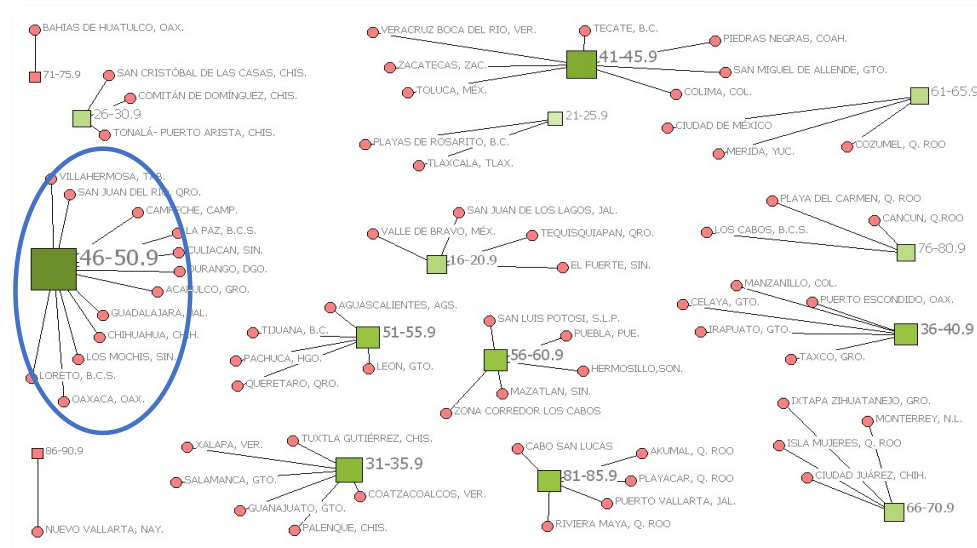 BAHIAS DE HUATULCO, OAX.
71-75.9
SAN CRISTÓBAL DE LAS CASAS, CHIS.
COMITÁN DE DOMÍNGUEZ, CHIS.
26-30.9
TONALÁ- PUERTO ARISTA, CHIS.
VERACRUZ BOCA DEL RIO, VER.
TECATE, B.C.
PIEDRAS NEGRAS, COAH.
41-45.9
ZACATECAS, ZAC.
SAN MIGUEL DE ALLENDE, GTO.
TOLUCA, MÉX.
COLIMA, COL.
21-25.9
PLAYAS DE ROSARITO, B.C.
TLAXCALA, TLAX.
61-65.9
CIUDAD DE MÉXICO
MERIDA, YUC.
COZUMEL, Q. ROO
VILLAHERMOSA, TAB.
SAN JUAN DEL RIO, QRO.
CAMPECHE, CAMP.
LA PAZ, B.C.S.
46-50.9
CULIACAN, SIN.
DURANGO, DGO.
ACAPULCO, GRO.
GUADALAJARA, JAL.
CHIHUAHUA, CHIH.
LOS MOCHIS, SIN.
LORETO, B.C.S.
OAXACA, OAX.
SAN JUAN DE LOS LAGOS, JAL.
VALLE DE BRAVO, MÉX.
TEQUISQUIAPAN, QRO.
16-20.9
EL FUERTE, SIN.
PLAYA DEL CARMEN, Q. ROO
CANCUN, Q.ROO
LOS CABOS, B.C.S.
76-80.9
AGUASCALIENTES, AGS.
TIJUANA, B.C.
51-55.9
PACHUCA, HGO.
LEON, GTO.
QUERETARO, QRO.
SAN LUIS POTOSI, S.L.P.
PUEBLA, PUE.
56-60.9
HERMOSILLO,SON.
MAZATLAN, SIN.
ZONA CORREDOR LOS CABOS
MANZANILLO, COL.
CELAYA, GTO.
PUERTO ESCONDIDO, OAX.
IRAPUATO, GTO.
36-40.9
TAXCO, GRO.
86-90.9
NUEVO VALLARTA, NAY.
XALAPA, VER.
TUXTLA GUTIÉRREZ, CHIS.
31-35.9
SALAMANCA, GTO.
COATZACOALCOS, VER.
GUANAJUATO, GTO.
PALENQUE, CHIS.
CABO SAN LUCAS
AKUMAL, Q. ROO
81-85.9
PLAYACAR, Q. ROO
PUERTO VALLARTA, JAL.
RIVIERA MAYA, Q. ROO
IXTAPA ZIHUATANEJO, GRO.
MONTERREY, N.L.
ISLA MUJERES, Q. ROO
CIUDAD JUÁREZ, CHIH.
66-70.9